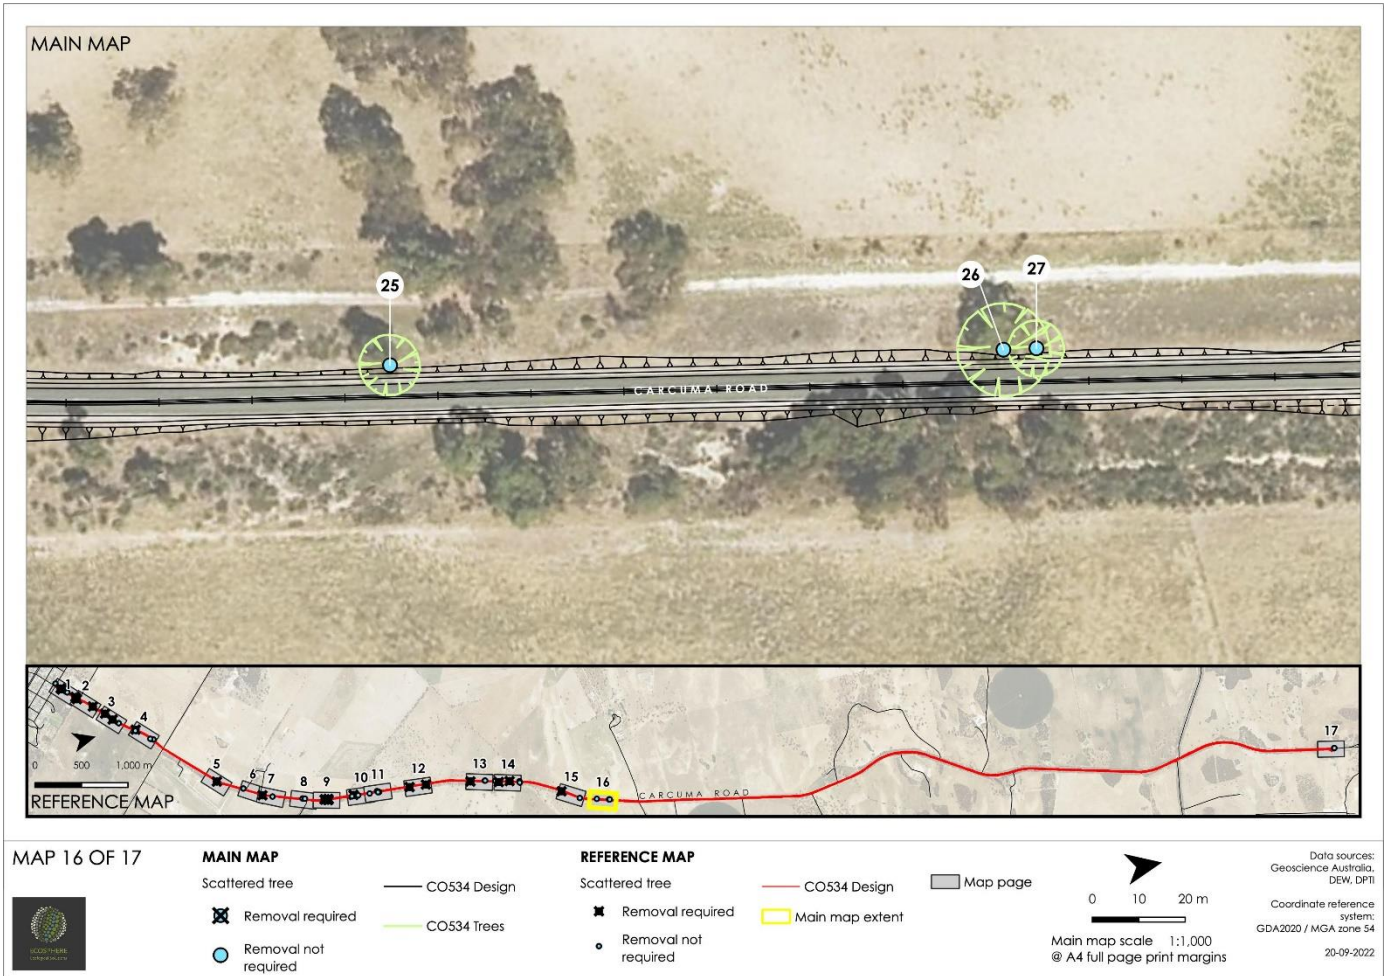 MAIN MAP
25
26
27
CARCUMA ROAD
1
2
3
4
5
6
7
8
9
10
11
12
13
14
15
16
17
CARCUMA ROAD
0 500 1,000 m
REFERENCE MAP
MAP 16 OF 17
MAIN MAP
Scattered tree
Removal required
Removal not
required
CO534 Design
CO534 Trees
REFERENCE MAP
Scattered tree
Removal required
Removal not
required
CO534 Design
Main map extent
Map page
0 10 20 m
Main map scale 1:1,000
@ A4 full page print margins
Data sources:
Geoscience Australia,
DEW, DPTI
Coordinate reference
system:
GDA2020 / MGA zone 54
20-09-2022
ECOSPHERE